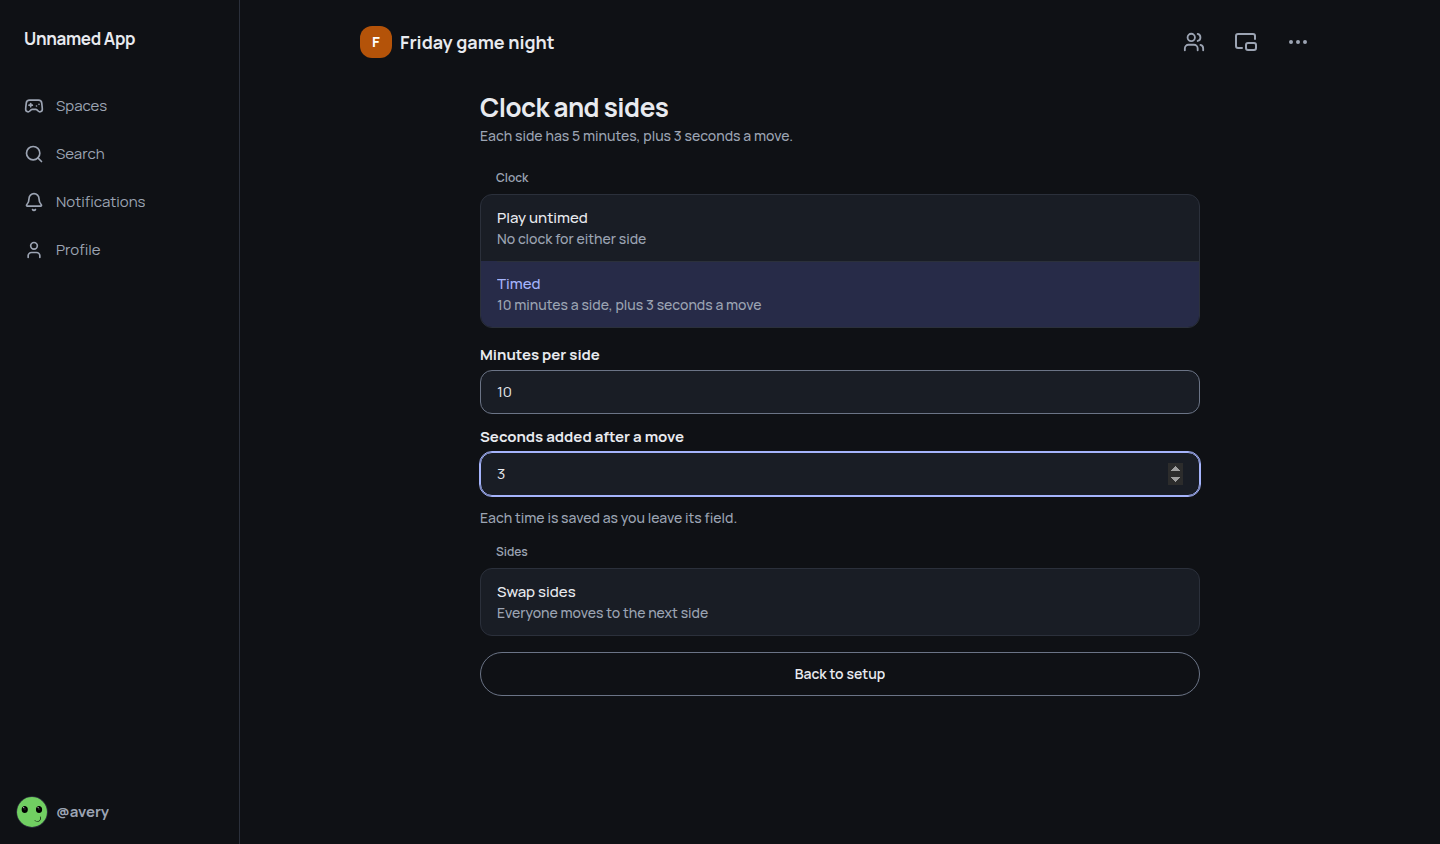 Unnamed App
Spaces
Search
Notifications
Profile
@avery
F
Friday game night
Clock and sides
Each side has 5 minutes, plus 3 seconds a move.
Clock
Play untimed
No clock for either side
Timed
10 minutes a side, plus 3 seconds a move
Minutes per side
10
Seconds added after a move
3
Each time is saved as you leave its field.
Sides
Swap sides
Everyone moves to the next side
Back to setup